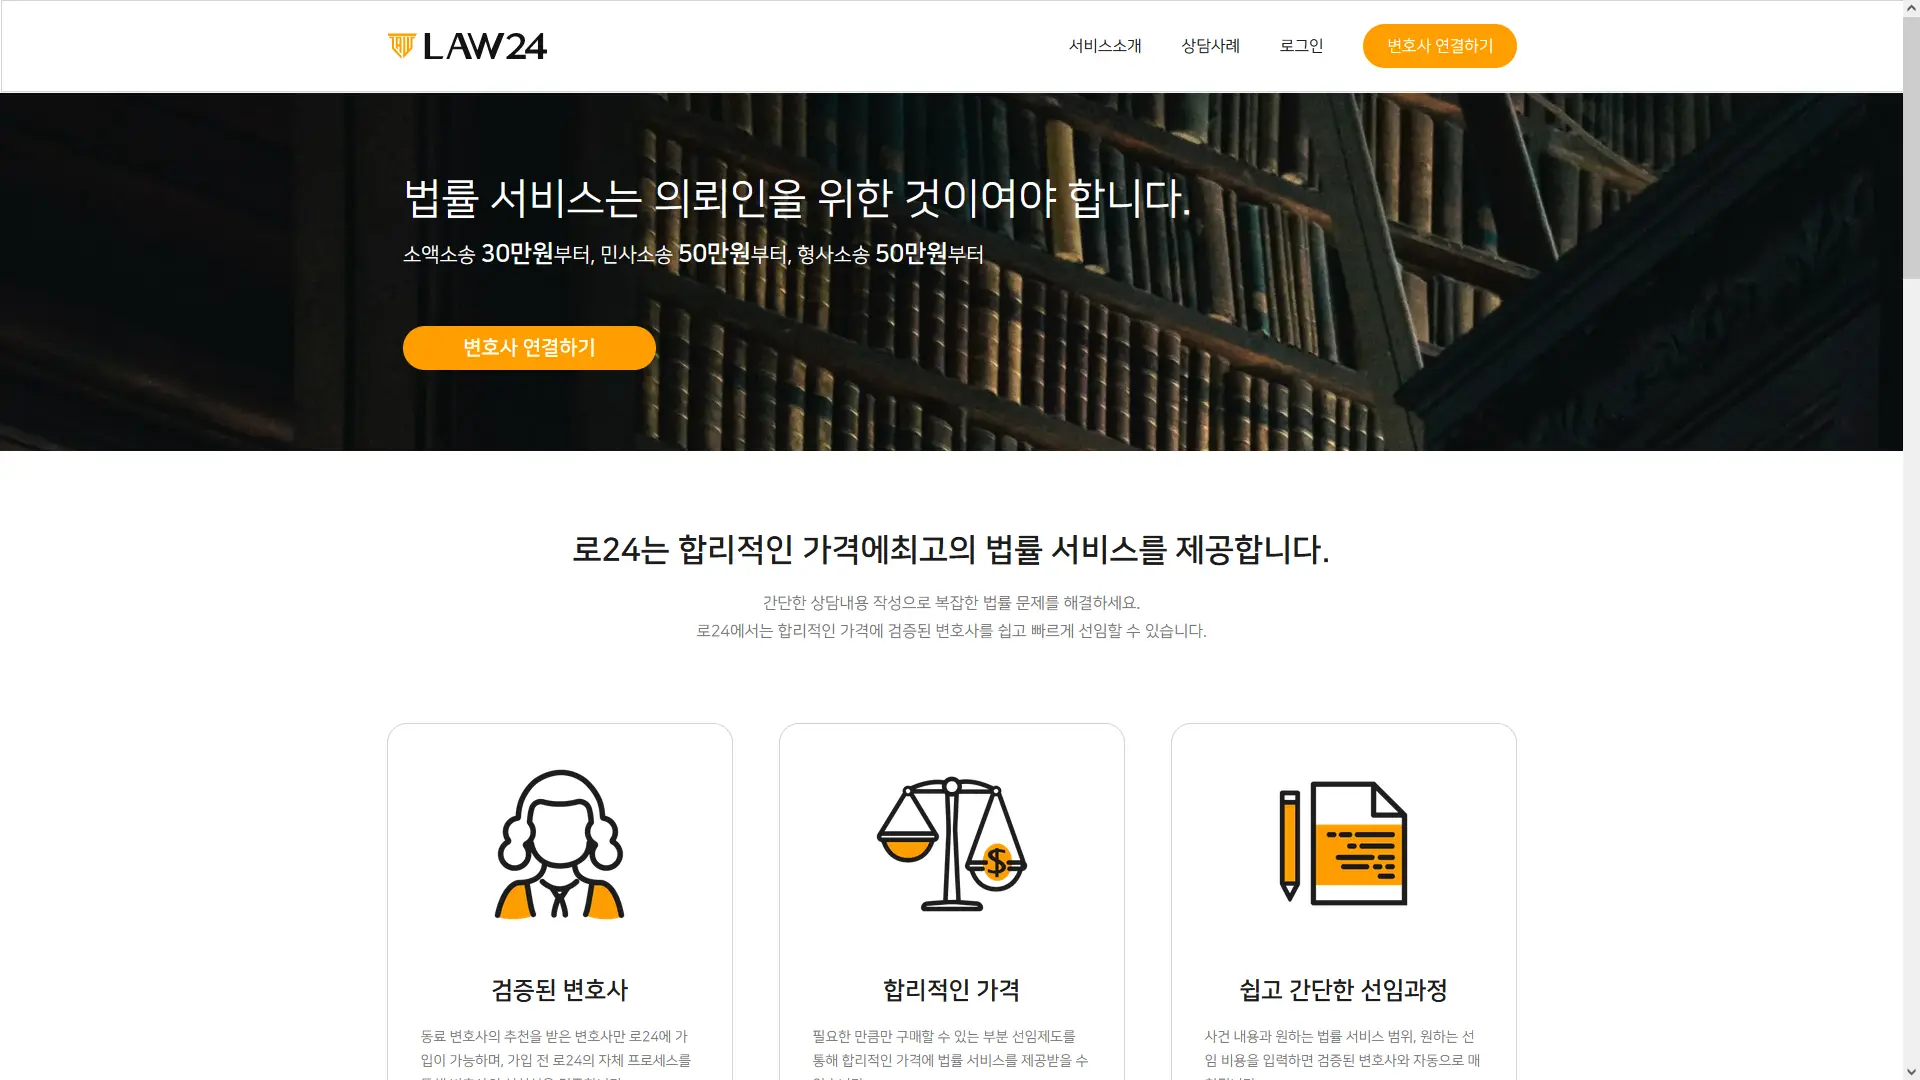 LAW24
서비스소개
상담사례
로그인
변호사 연결하기
법률 서비스는 의뢰인을 위한 것이여야 합니다.
소액소송 30만원부터, 민사소송 50만원부터, 형사소송 50만원부터
변호사 연결하기
로24는 합리적인 가격에최고의 법률 서비스를 제공합니다.
간단한 상담내용 작성으로 복잡한 법률 문제를 해결하세요.
로24에서는 합리적인 가격에 검증된 변호사를 쉽고 빠르게 선임할 수 있습니다.
$
검증된 변호사
동료 변호사의 추천을 받은 변호사만 로24에 가
입이 가능하며, 가입 전 로24의 자체 프로세스를
합리적인 가격
필요한 만큼만 구매할 수 있는 부분 선임제도를
통해 합리적인 가격에 법률 서비스를 제공받을 수
쉽고 간단한 선임과정
사건 내용과 원하는 법률 서비스 범위, 원하는 선
임 비용을 입력하면 검증된 변호사와 자동으로 매